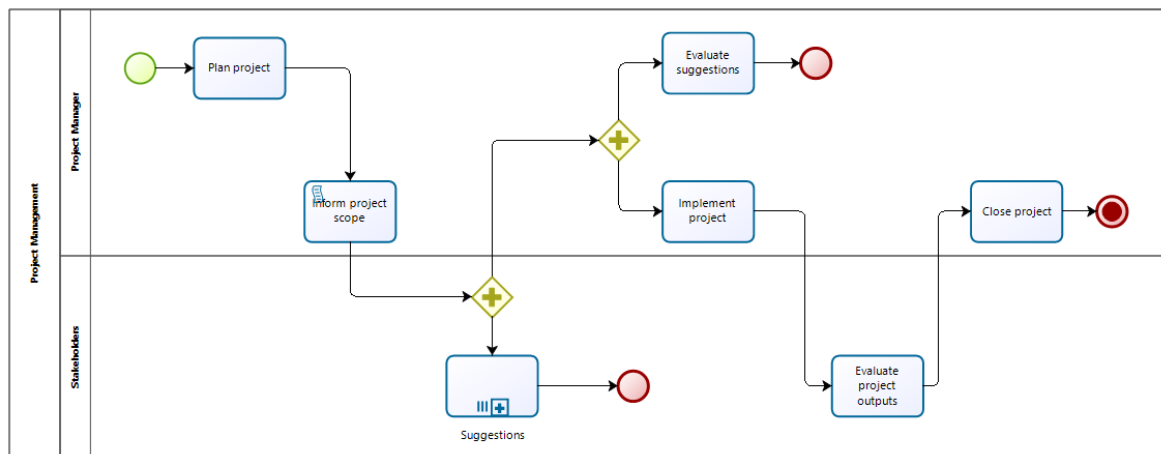 Project Management
Project Manager
Plan project
Evaluate
suggestions
Inform project
scope
Implement
project
Close project
Stakeholders
Suggestions
Evaluate
project
outputs